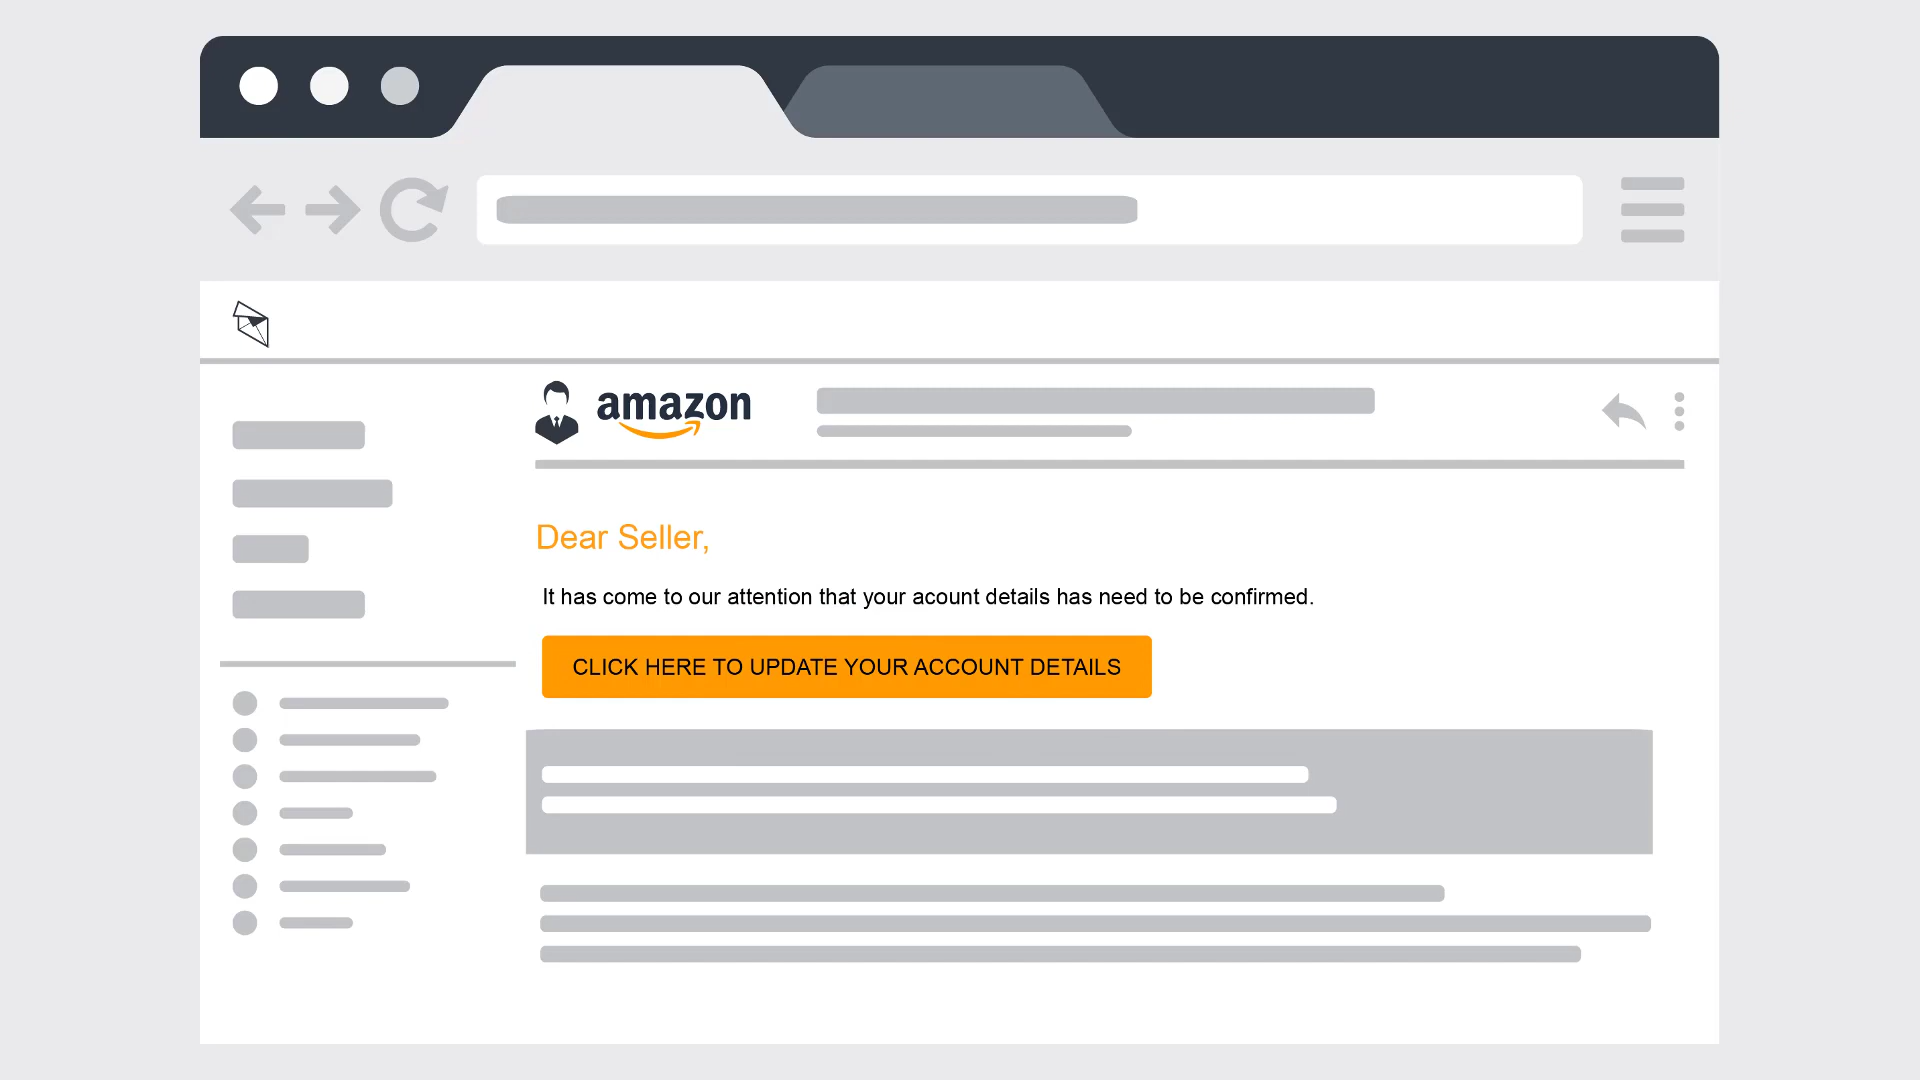 amazon
Dear Seller,
It has come to our attention that your acount details has need to be confirmed.
CLICK HERE TO UPDATE YOUR ACCOUNT DETAILS